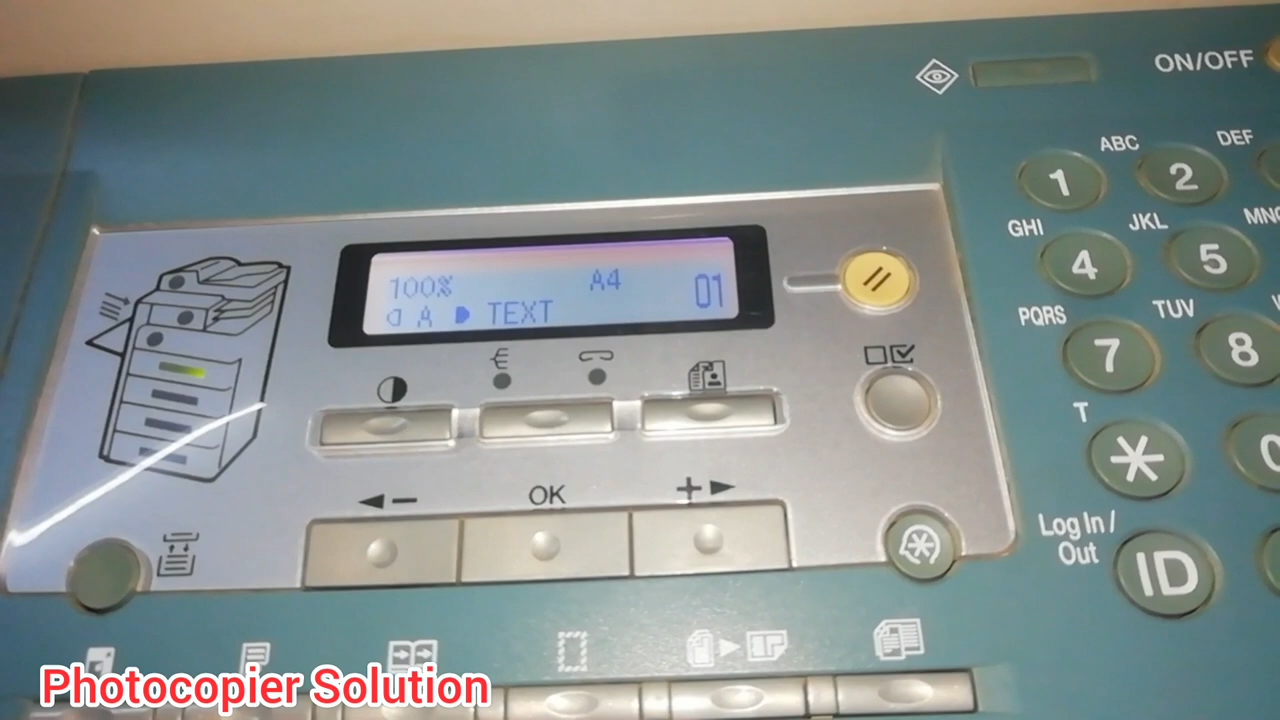 ON/OFF
ABC
DEF
1
2
GHI
JKL
4
5
100%
A4
01
A TEXT
PQRS
TUV
7
8
T
*
OK
- +
Log In /
Out
ID
Photocopier Solution